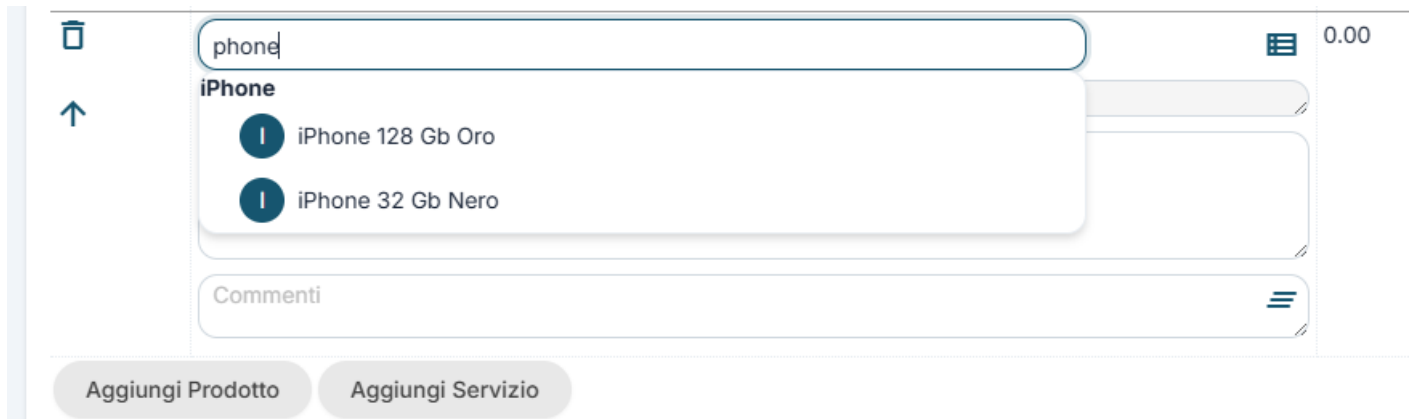 phone
0.00
iPhone
I iPhone 128 Gb Oro
I iPhone 32 Gb Nero
Commenti
Aggiungi Prodotto Aggiungi Servizio